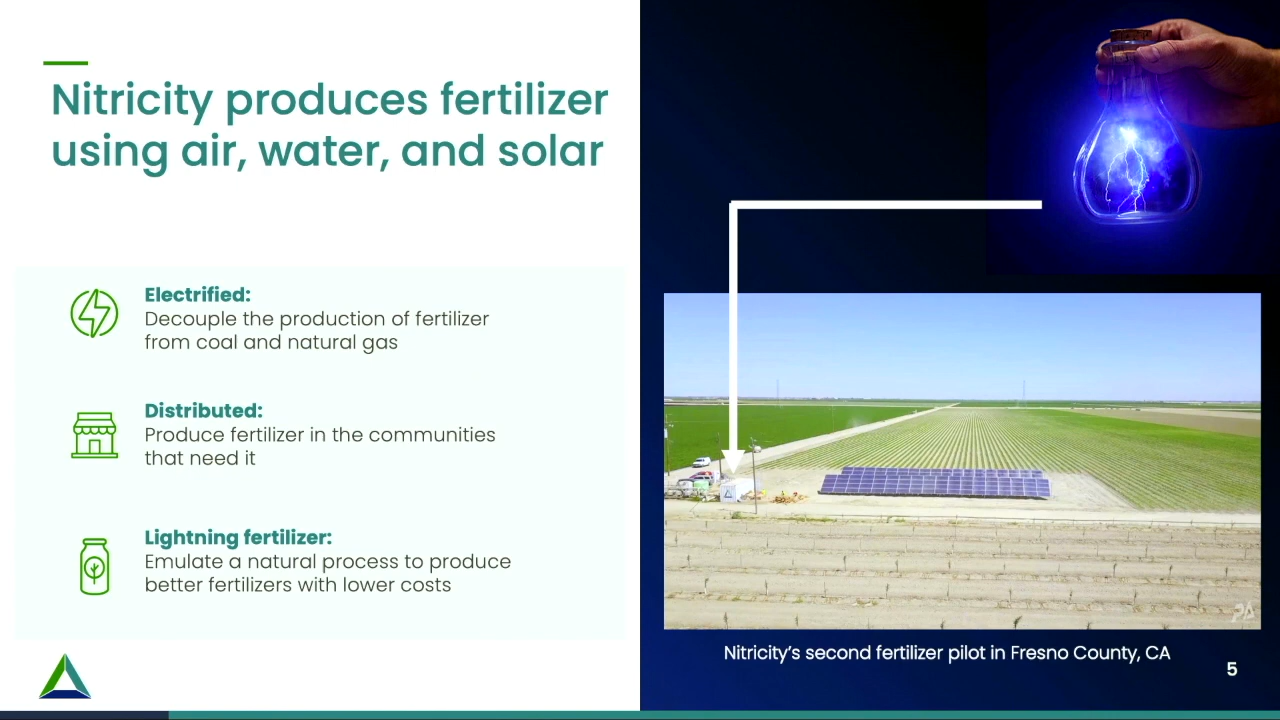 Nitricity produces fertilizer
using air, water, and solar
Electrified:
Decouple the production of fertilizer
from coal and natural gas
Distributed:
Produce fertilizer in the communities
that need it
Lightning fertilizer:
Emulate a natural process to produce
better fertilizers with lower costs
Nitricity's second fertilizer pilot in Fresno County, CA
5